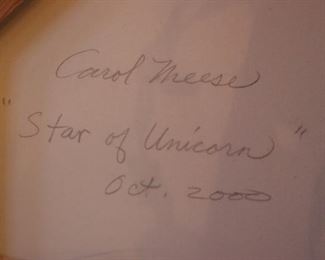 Carol Meese
"Star of Unicorn"
Oct. 2000